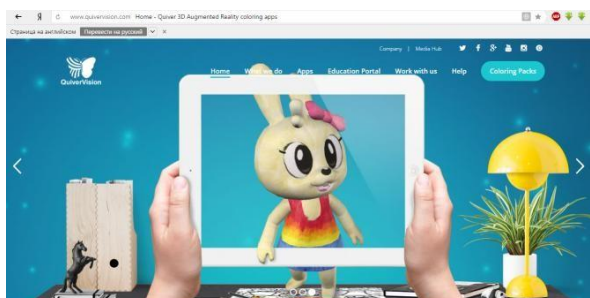 Я www.quivervision.com Home - Quiver 3D Augmented Reality coloring apps
Страница на английском Перевести на русский
Company | Media Hub
QuiverVision
Home What we do Apps Education Portal Work with us Help Coloring Packs